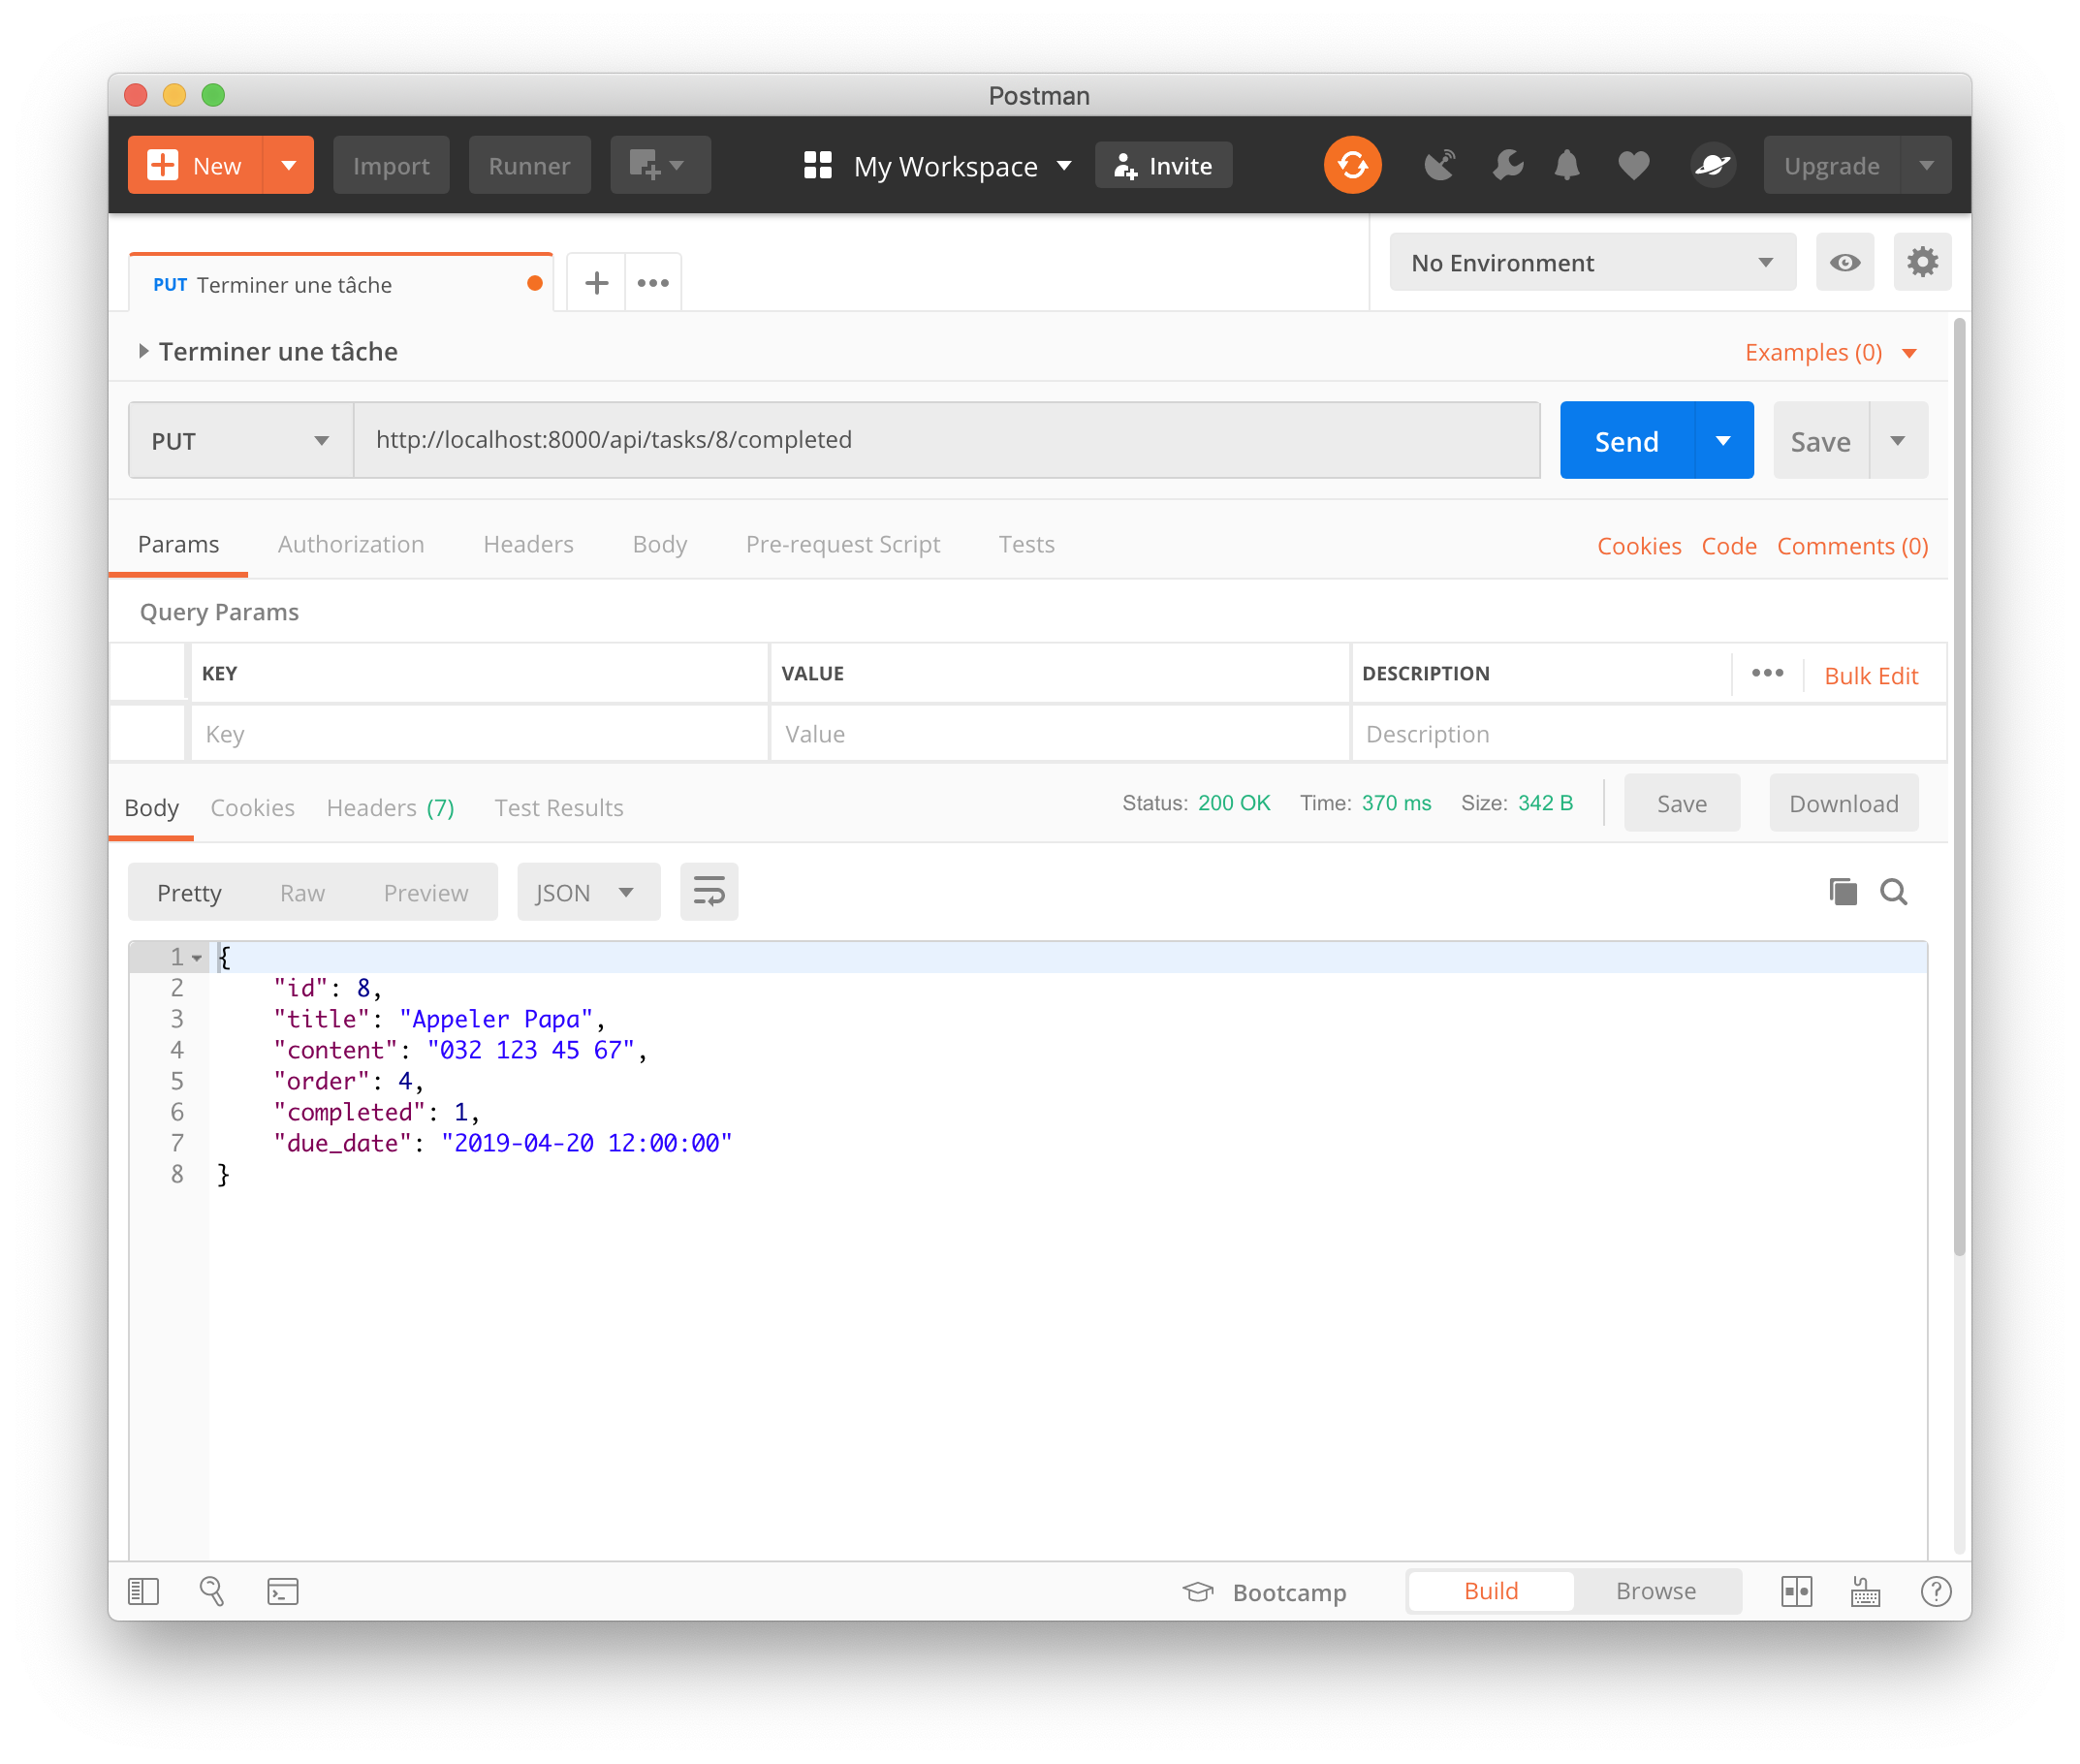 Postman
New Import Runner My Workspace Invite Upgrade
PUT Terminer une tâche
No Environment
Terminer une tâche Examples (0)
PUT http://localhost:8000/api/tasks/8/completed Send Save
Params Authorization Headers Body Pre-request Script Tests Cookies Code Comments (0)
Query Params
KEY VALUE DESCRIPTION Bulk Edit
Key Value Description
Body Cookies Headers (7) Test Results Status: 200 OK Time: 370 ms Size: 342 B Save Download
Pretty Raw Preview JSON
1 {
2 "id": 8,
3 "title": "Appeler Papa",
4 "content": "032 123 45 67",
5 "order": 4,
6 "completed": 1,
7 "due_date": "2019-04-20 12:00:00"
8 }
Bootcamp Build Browse